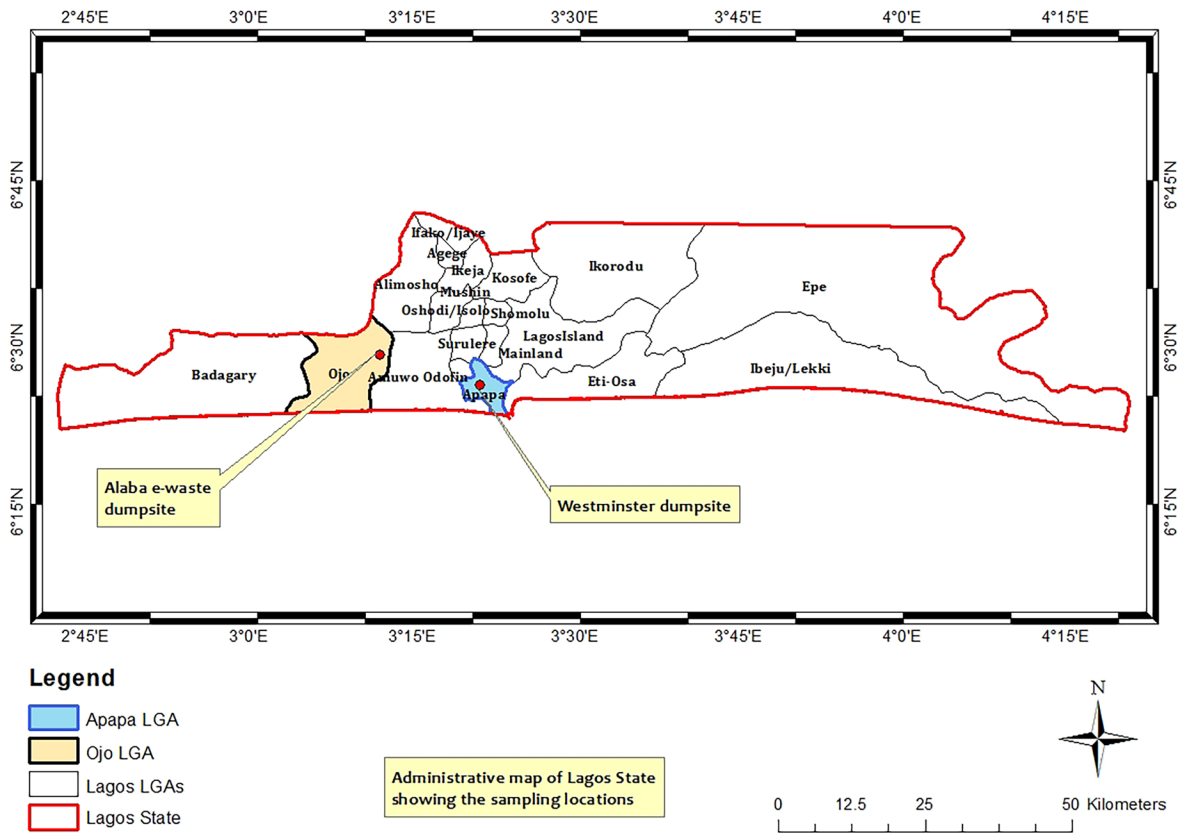 2°45'E 3°0'E 3°15'E 3°30'E 3°45'E 4°0'E 4°15'E
6°45'N
6°45'N
Ifako/Ijaye
Agege
Ikeja
Kosofe
Ikorodu
Alimosho
Mushin
Epe
Oshodi/Isolo
Shomolu
6°30'N
6°30'N
LagosIsland
Surulere
Mainland
Badagary
Ojo
Amuwo Odofin
Eti-Osa
Ibeju/Lekki
Apapa
Alaba e-waste
dumpsite
Westminster dumpsite
6°15'N
6°15'N
2°45'E 3°0'E 3°15'E 3°30'E 3°45'E 4°0'E 4°15'E
Legend
Apapa LGA
Ojo LGA
Lagos LGAs
Lagos State
Administrative map of Lagos State
showing the sampling locations
N
0 12.5 25 50 Kilometers